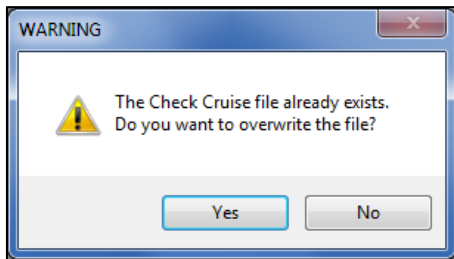 WARNING
The Check Cruise file already exists.
Do you want to overwrite the file?
Yes
No